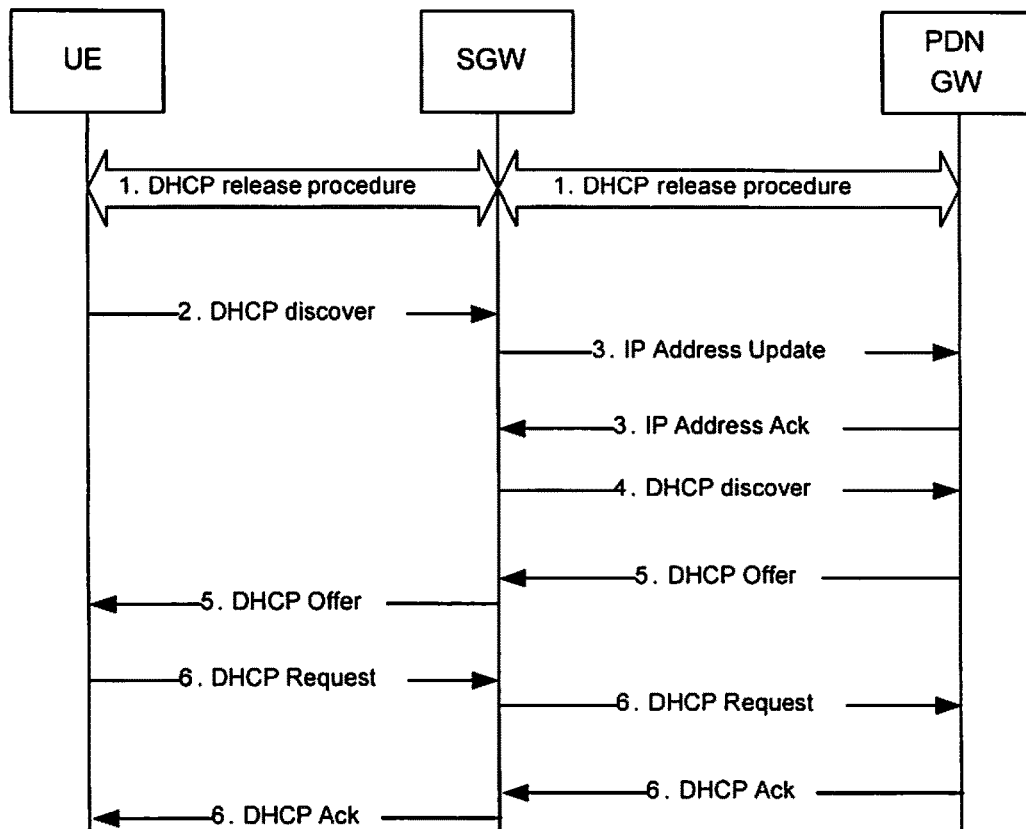 UE
SGW
PDN
GW
1. DHCP release procedure
1. DHCP release procedure
2. DHCP discover
3. IP Address Update
3. IP Address Ack
4. DHCP discover
5. DHCP Offer
5. DHCP Offer
6. DHCP Request
6. DHCP Request
6. DHCP Ack
6. DHCP Ack